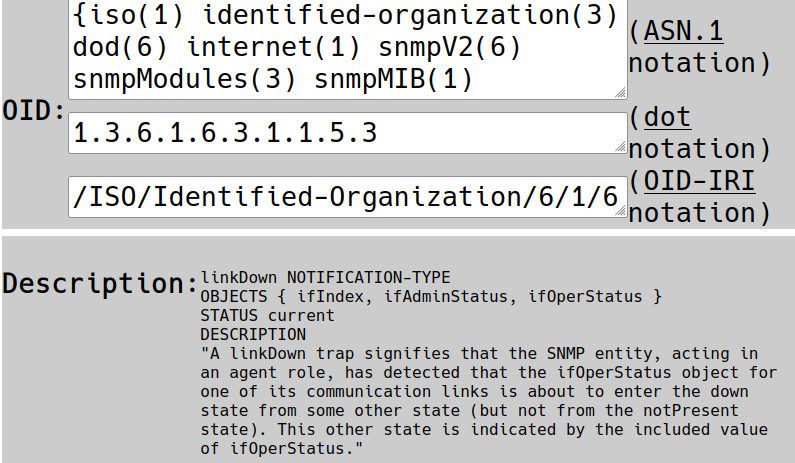 {iso(1) identified-organization(3)
dod(6) internet(1) snmpV2(6)
snmpModules(3) snmpMIB(1)
(ASN.1
notation)
OID:
1.3.6.1.6.3.1.1.5.3
(dot
notation)
/ISO/Identified-Organization/6/1/6
(OID-IRI
notation)
Description:
linkDown NOTIFICATION-TYPE
OBJECTS { ifIndex, ifAdminStatus, ifOperStatus }
STATUS current
DESCRIPTION
"A linkDown trap signifies that the SNMP entity, acting in
an agent role, has detected that the ifOperStatus object for
one of its communication links is about to enter the down
state from some other state (but not from the notPresent
state). This other state is indicated by the included value
of ifOperStatus."